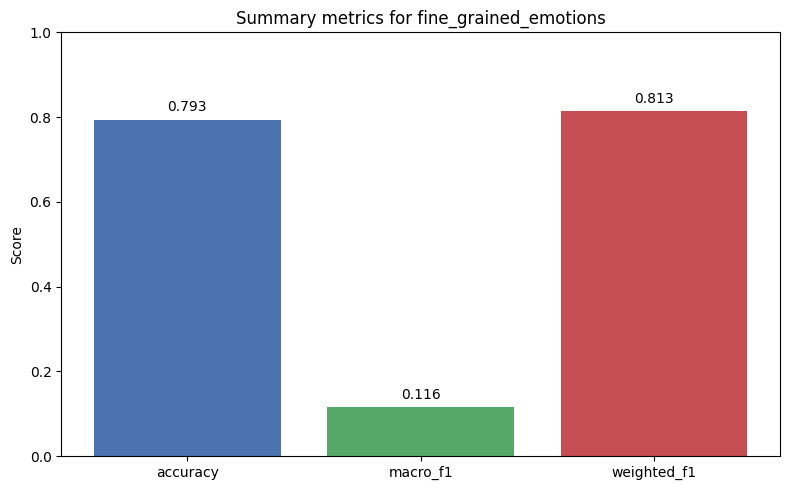 Summary metrics for fine_grained_emotions
1.0
0.8
0.6
0.4
0.2
0.0
Score
0.793
0.116
0.813
accuracy
macro_f1
weighted_f1